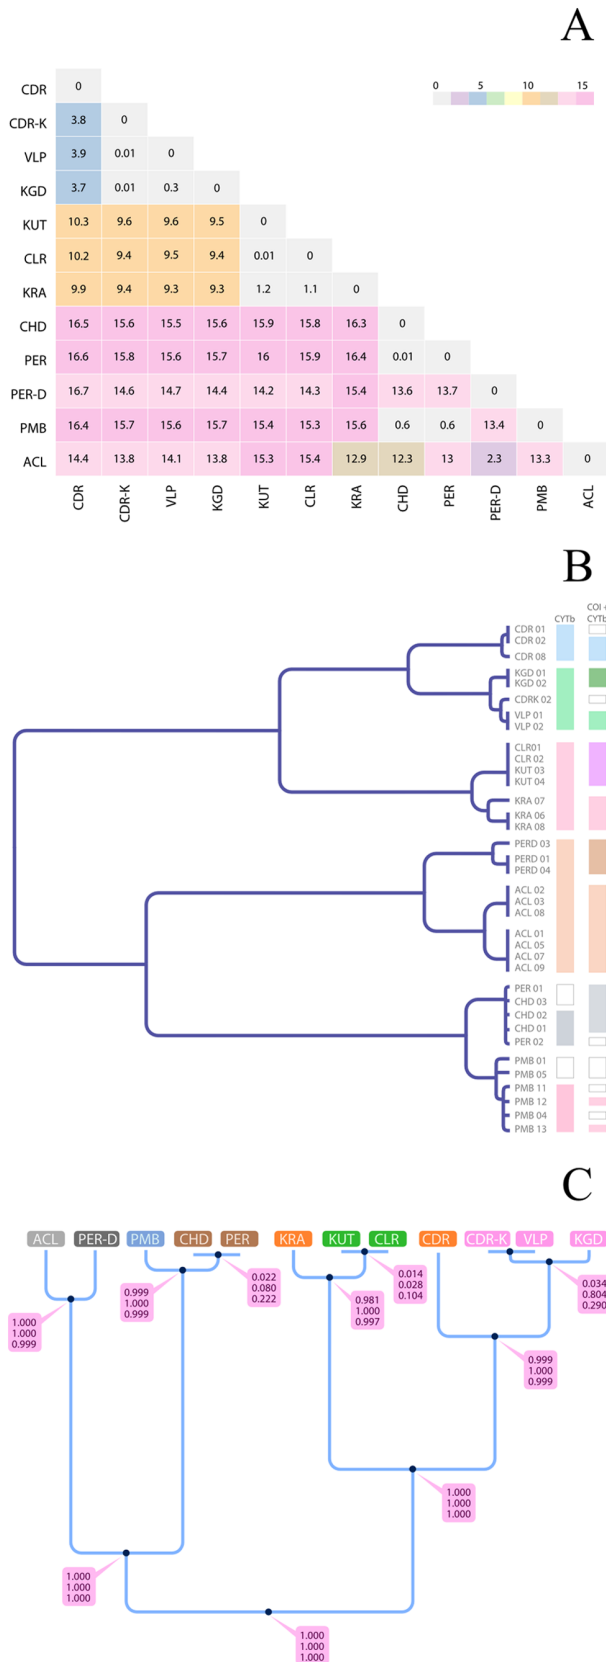 A
0 5 10 15
CDR 0
CDR-K 3.8 0
VLP 3.9 0.01 0
KGD 3.7 0.01 0.3 0
KUT 10.3 9.6 9.6 9.5 0
CLR 10.2 9.4 9.5 9.4 0.01 0
KRA 9.9 9.4 9.3 9.3 1.2 1.1 0
CHD 16.5 15.6 15.5 15.6 15.9 15.8 16.3 0
PER 16.6 15.8 15.6 15.7 16 15.9 16.4 0.01 0
PER-D 16.7 14.6 14.7 14.4 14.2 14.3 15.4 13.6 13.7 0
PMB 16.4 15.7 15.6 15.7 15.4 15.3 15.6 0.6 0.6 13.4 0
ACL 14.4 13.8 14.1 13.8 15.3 15.4 12.9 12.3 13 2.3 13.3 0
CDR CDR-K VLP KGD KUT CLR KRA CHD PER PER-D PMB ACL
B
COI +
CYTb CYTb
CDR 01
CDR 02
CDR 08
KGD 01
KGD 02
CDRK 02
VLP 01
VLP 02
CLR01
CLR 02
KUT 03
KUT 04
KRA 07
KRA 06
KRA 08
PERD 03
PERD 01
PERD 04
ACL 02
ACL 03
ACL 08
ACL 01
ACL 05
ACL 07
ACL 09
PER 01
CHD 03
CHD 02
CHD 01
PER 02
PMB 01
PMB 05
PMB 11
PMB 12
PMB 04
PMB 13
C
ACL PER-D PMB CHD PER KRA KUT CLR CDR CDR-K VLP KGD
1.000
1.000
0.999
0.999
1.000
0.999
0.022
0.080
0.222
0.981
1.000
0.997
0.014
0.028
0.104
0.034
0.804
0.290
0.999
1.000
0.999
1.000
1.000
1.000
1.000
1.000
1.000
1.000
1.000
1.000